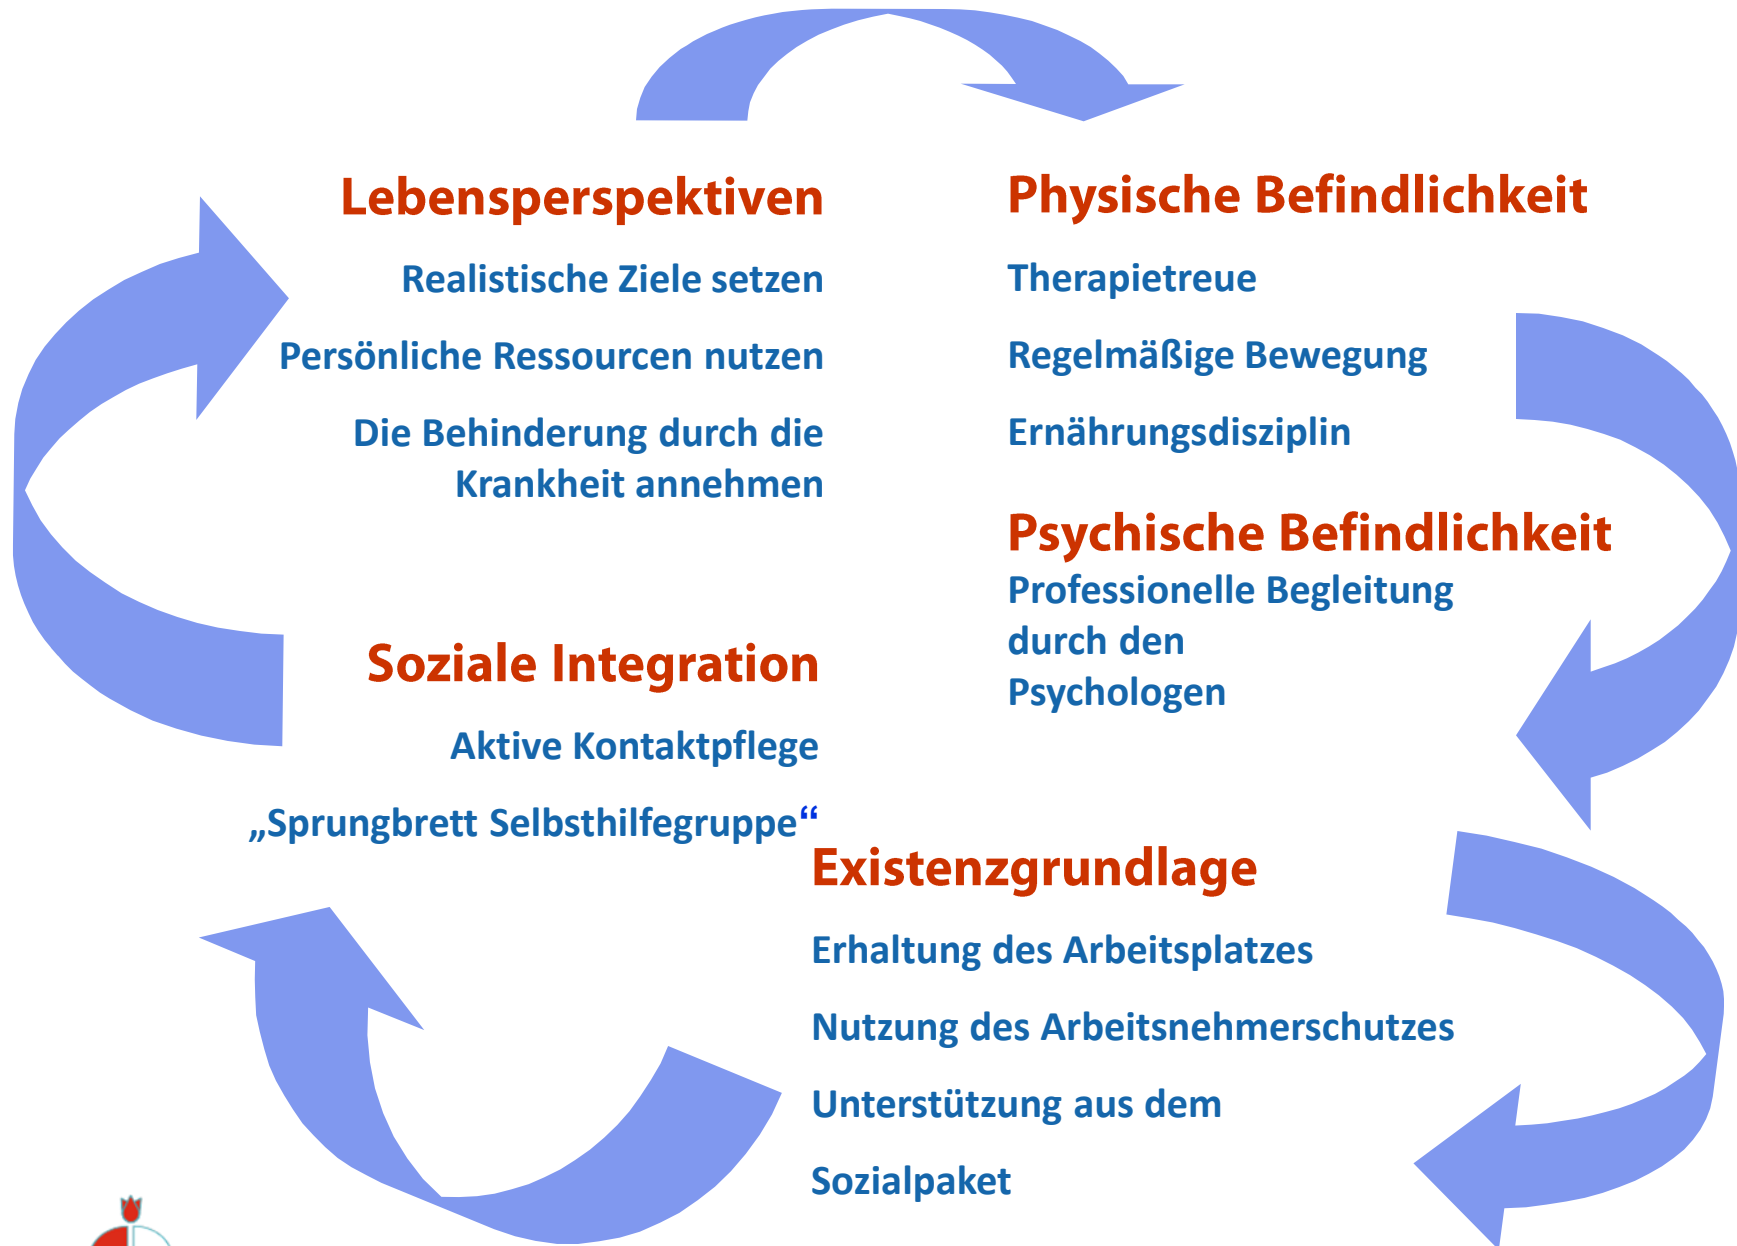 Lebensperspektiven
Realistische Ziele setzen
Persönliche Ressourcen nutzen
Die Behinderung durch die
Krankheit annehmen
Physische Befindlichkeit
Therapietreue
Regelmäßige Bewegung
Ernährungsdisziplin
Psychische Befindlichkeit
Professionelle Begleitung
durch den
Psychologen
Soziale Integration
Aktive Kontaktpflege
„Sprungbrett Selbsthilfegruppe“
Existenzgrundlage
Erhaltung des Arbeitsplatzes
Nutzung des Arbeitsnehmerschutzes
Unterstützung aus dem
Sozialpaket